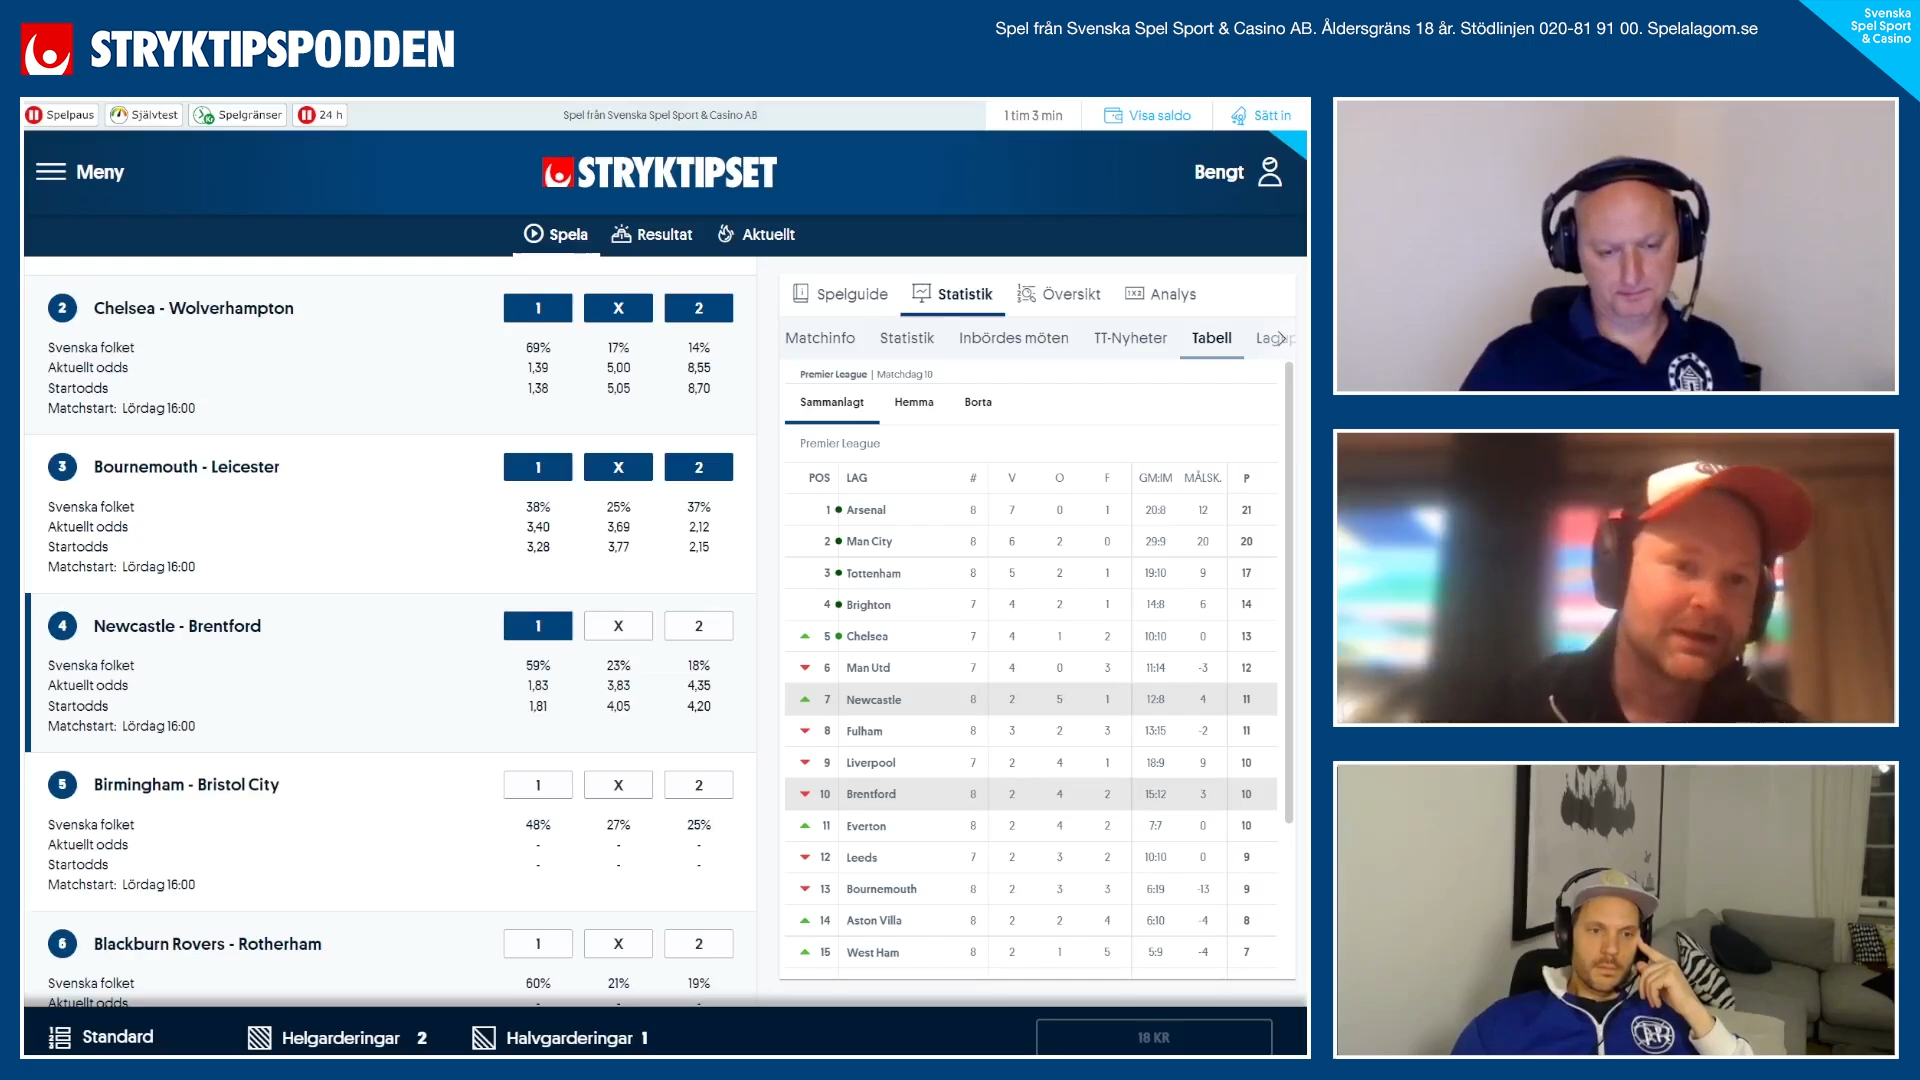 STRYKTIPSPODDEN
Spel från Svenska Spel Sport & Casino AB. Åldersgräns 18 år. Stödlinjen 020-81 91 00. Spelalagom.se
Svenska
Spel Sport
& Casino
Spelpaus Självtest Spelgränser 24 h
Spel från Svenska Spel Sport & Casino AB
1 tim 3 min Visa saldo Sätt in
Meny
STRYKTIPSET
Bengt
Spela Resultat Aktuellt
2 Chelsea - Wolverhampton 1 X 2
Svenska folket 69% 17% 14%
Aktuellt odds 1,39 5,00 8,55
Startodds 1,38 5,05 8,70
Matchstart: Lördag 16:00
3 Bournemouth - Leicester 1 X 2
Svenska folket 38% 25% 37%
Aktuellt odds 3,40 3,69 2,12
Startodds 3,28 3,77 2,15
Matchstart: Lördag 16:00
4 Newcastle - Brentford 1 X 2
Svenska folket 59% 23% 18%
Aktuellt odds 1,83 3,83 4,35
Startodds 1,81 4,05 4,20
Matchstart: Lördag 16:00
5 Birmingham - Bristol City 1 X 2
Svenska folket 48% 27% 25%
Aktuellt odds - - -
Startodds - - -
Matchstart: Lördag 16:00
6 Blackburn Rovers - Rotherham 1 X 2
Svenska folket 60% 21% 19%
Aktuellt odds - - -
Spelguide Statistik Översikt Analys
Matchinfo Statistik Inbördes möten TT-Nyheter Tabell
Premier League | Matchdag 10
Sammanlagt Hemma Borta
Premier League
POS LAG # V O F GM:IM MÅLSK. P
1 Arsenal 8 7 0 1 20:8 12 21
2 Man City 8 6 2 0 29:9 20 20
3 Tottenham 8 5 2 1 19:10 9 17
4 Brighton 7 4 2 1 14:8 6 14
5 Chelsea 7 4 1 2 10:10 0 13
6 Man Utd 7 4 0 3 11:14 -3 12
7 Newcastle 8 2 5 1 12:8 4 11
8 Fulham 8 3 2 3 13:15 -2 11
9 Liverpool 7 2 4 1 18:9 9 10
10 Brentford 8 2 4 2 15:12 3 10
11 Everton 8 2 4 2 7:7 0 10
12 Leeds 7 2 3 2 10:10 0 9
13 Bournemouth 8 2 3 3 6:19 -13 9
14 Aston Villa 8 2 2 4 6:10 -4 8
15 West Ham 8 2 1 5 5:9 -4 7
Standard Helgarderingar 2 Halvgarderingar 1 18 KR